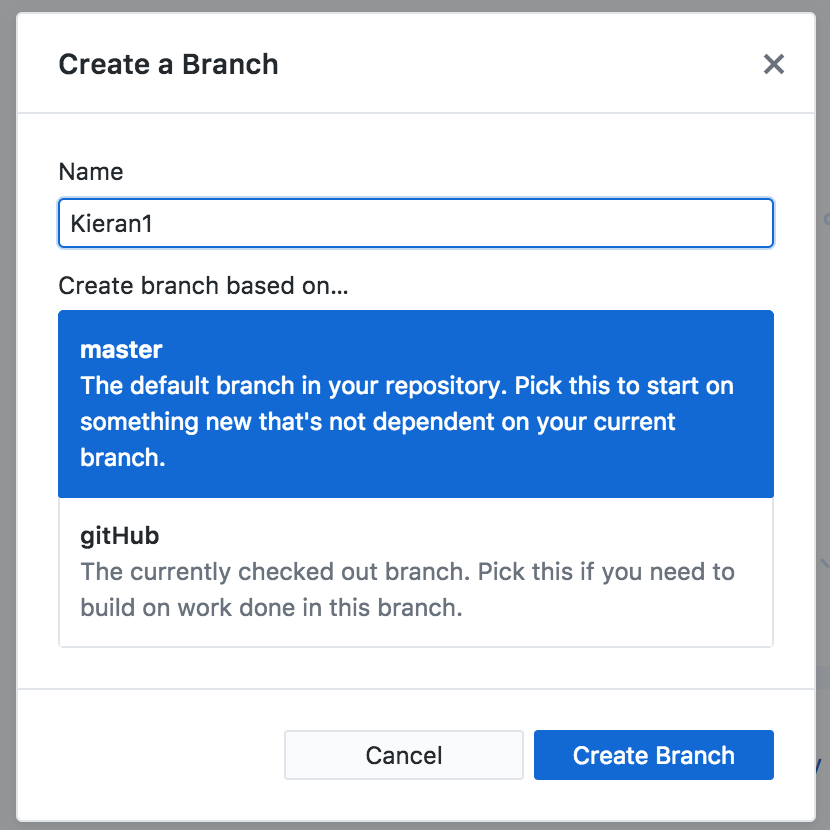 Create a Branch
Name
Kieran1
Create branch based on...
master
The default branch in your repository. Pick this to start on
something new that's not dependent on your current
branch.
gitHub
The currently checked out branch. Pick this if you need to
build on work done in this branch.
Cancel
Create Branch